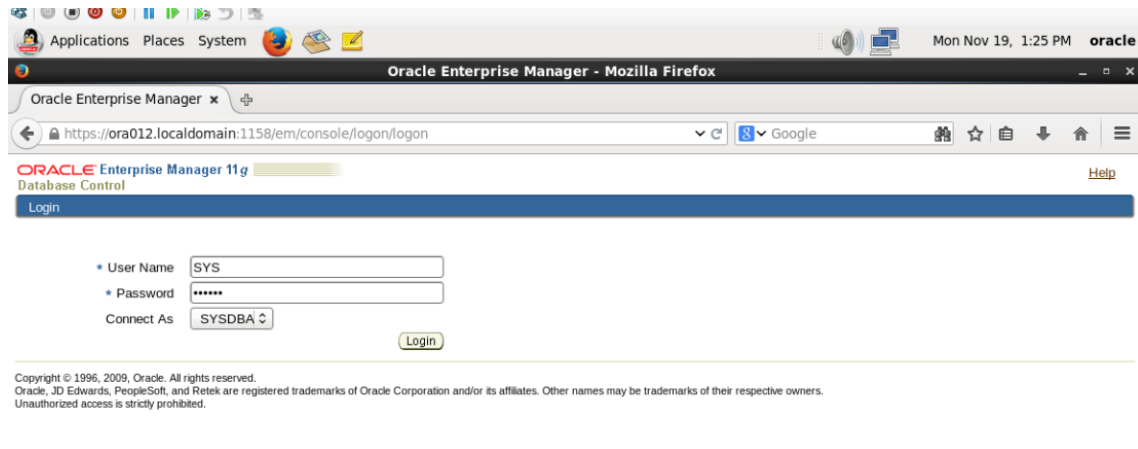 Applications Places System Mon Nov 19, 1:25 PM oracle
Oracle Enterprise Manager - Mozilla Firefox
Oracle Enterprise Manag er
https://ora012.localdomain:1158/em/console/logon/logon 8 Google
ORACLE Enterprise Manager 11g
Help
Database Control
Login
* User Name SYS
* Password ••••••
Connect As SYSDBA
Login
Copyright © 1996, 2009, Oracle. All rights reserved.
Oracle, JD Edwards, PeopleSoft, and Retek are registered trademarks of Oracle Corporation and/or its affiliates. Other names may be trademarks of their respective owners.
Unauthorized access is strictly prohibited.